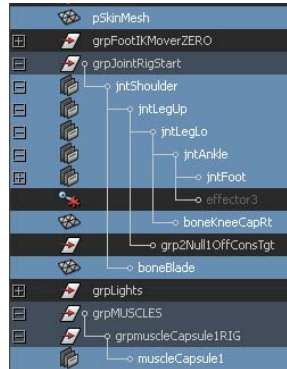 pSkinMesh
grpFootIKMoverZERO
grpJointRigStart
jntShoulder
jntLegUp
jntLegLo
jntAnkle
jntFoot
effector3
boneKneeCapRt
grp2Null1OffConsTgt
boneBlade
grpLights
grpMUSCLES
grpmuscleCapsule1RIG
muscleCapsule1